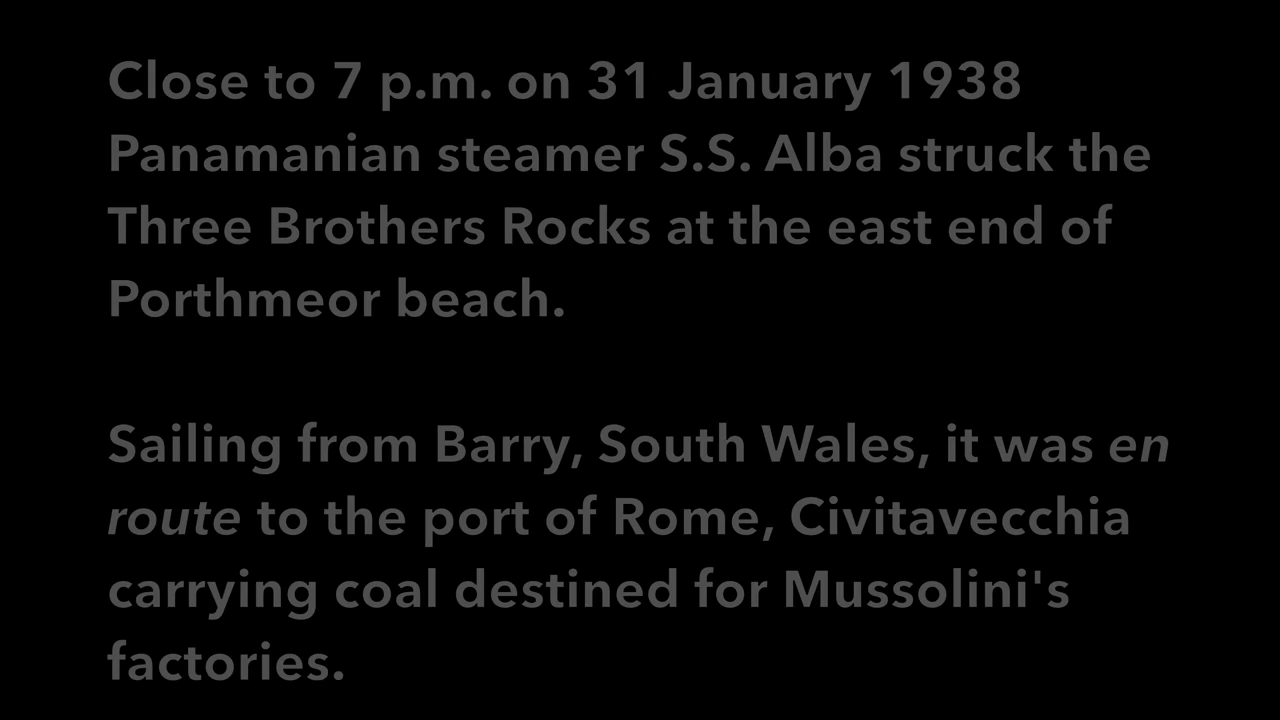 Close to 7 p.m. on 31 January 1938
Panamanian steamer S.S. Alba struck the
Three Brothers Rocks at the east end of
Porthmeor beach.
Sailing from Barry, South Wales, it was en
route to the port of Rome, Civitavecchia
carrying coal destined for Mussolini's
factories.